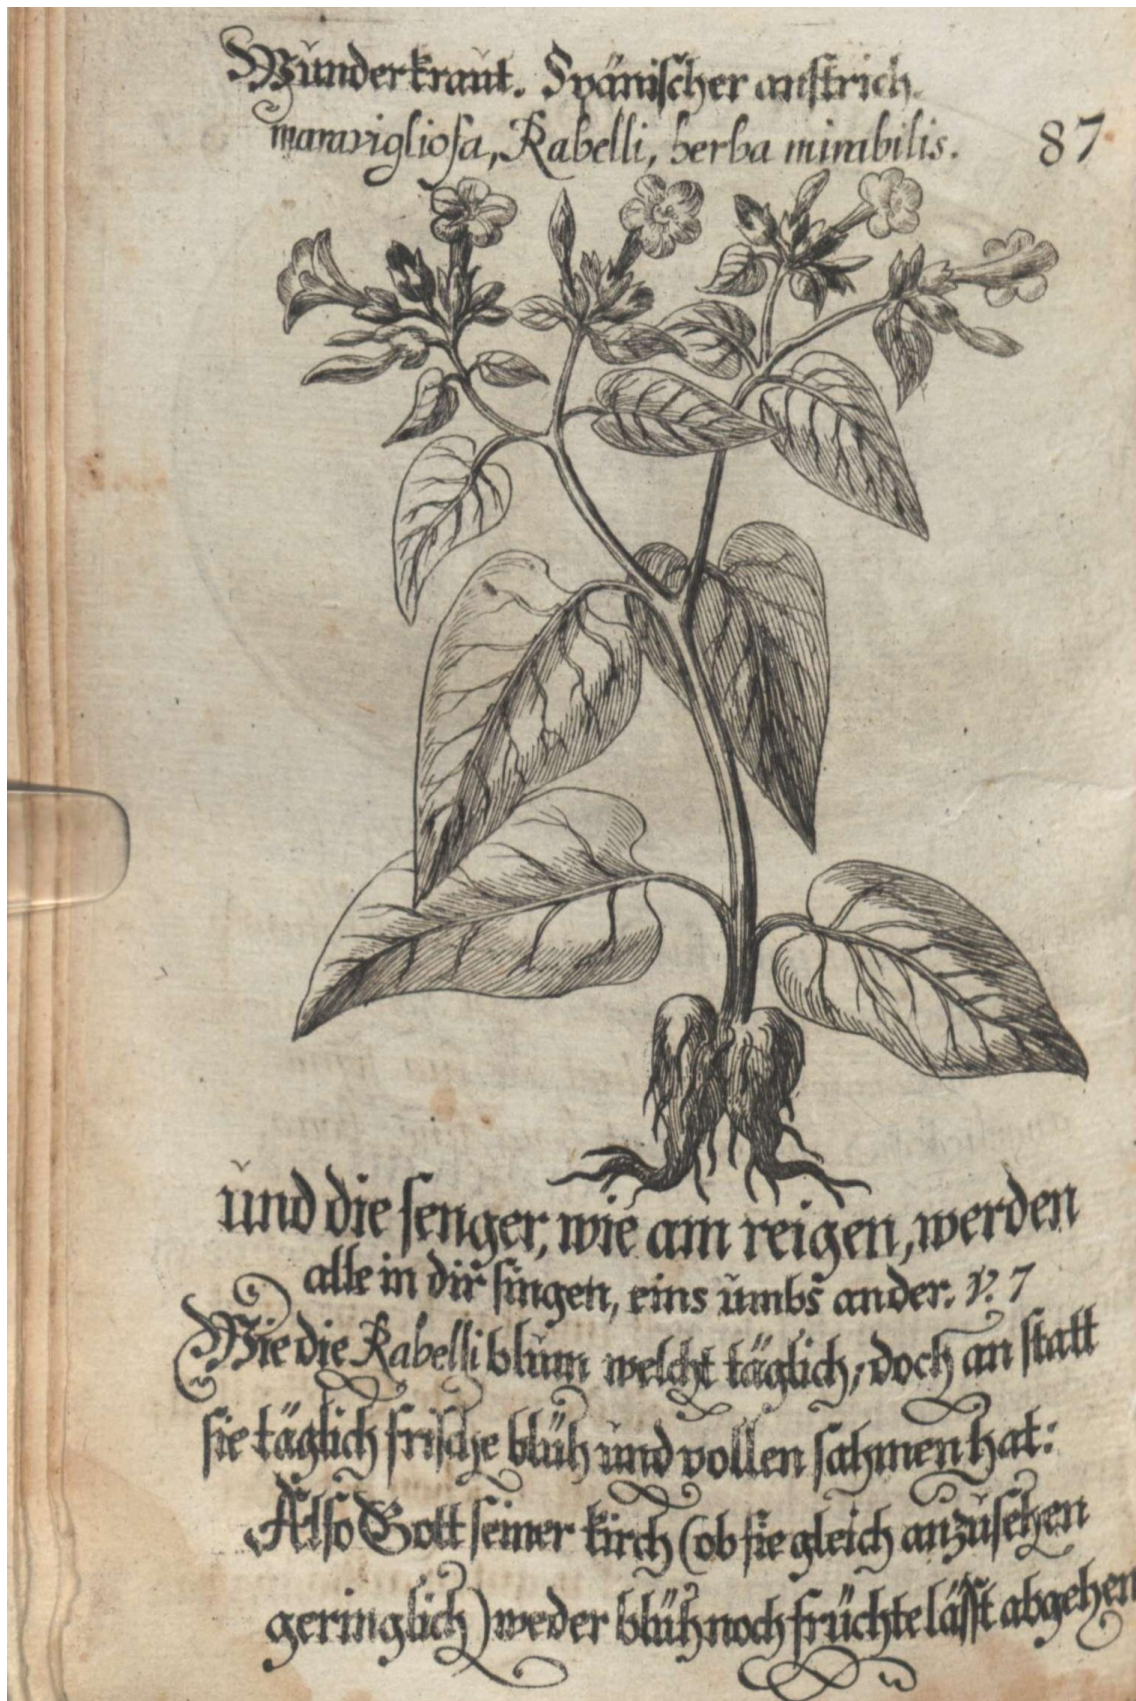 Wunderkraut. Spänischer anstrich.
maravigliosa, Rabelli, herba mirabilis. 87
und die senger, wie am reigen, werden
alle in dir singen, eins umbs ander. v. 7
Wie die Rabelli blum welcht täglich, doch an statt
sie täglich frische blüh und vollen sahmen hat:
Also Gott seiner kirch (ob sie gleich anzusehen
geringlich) weder blüh noch früchte lässt abgehen